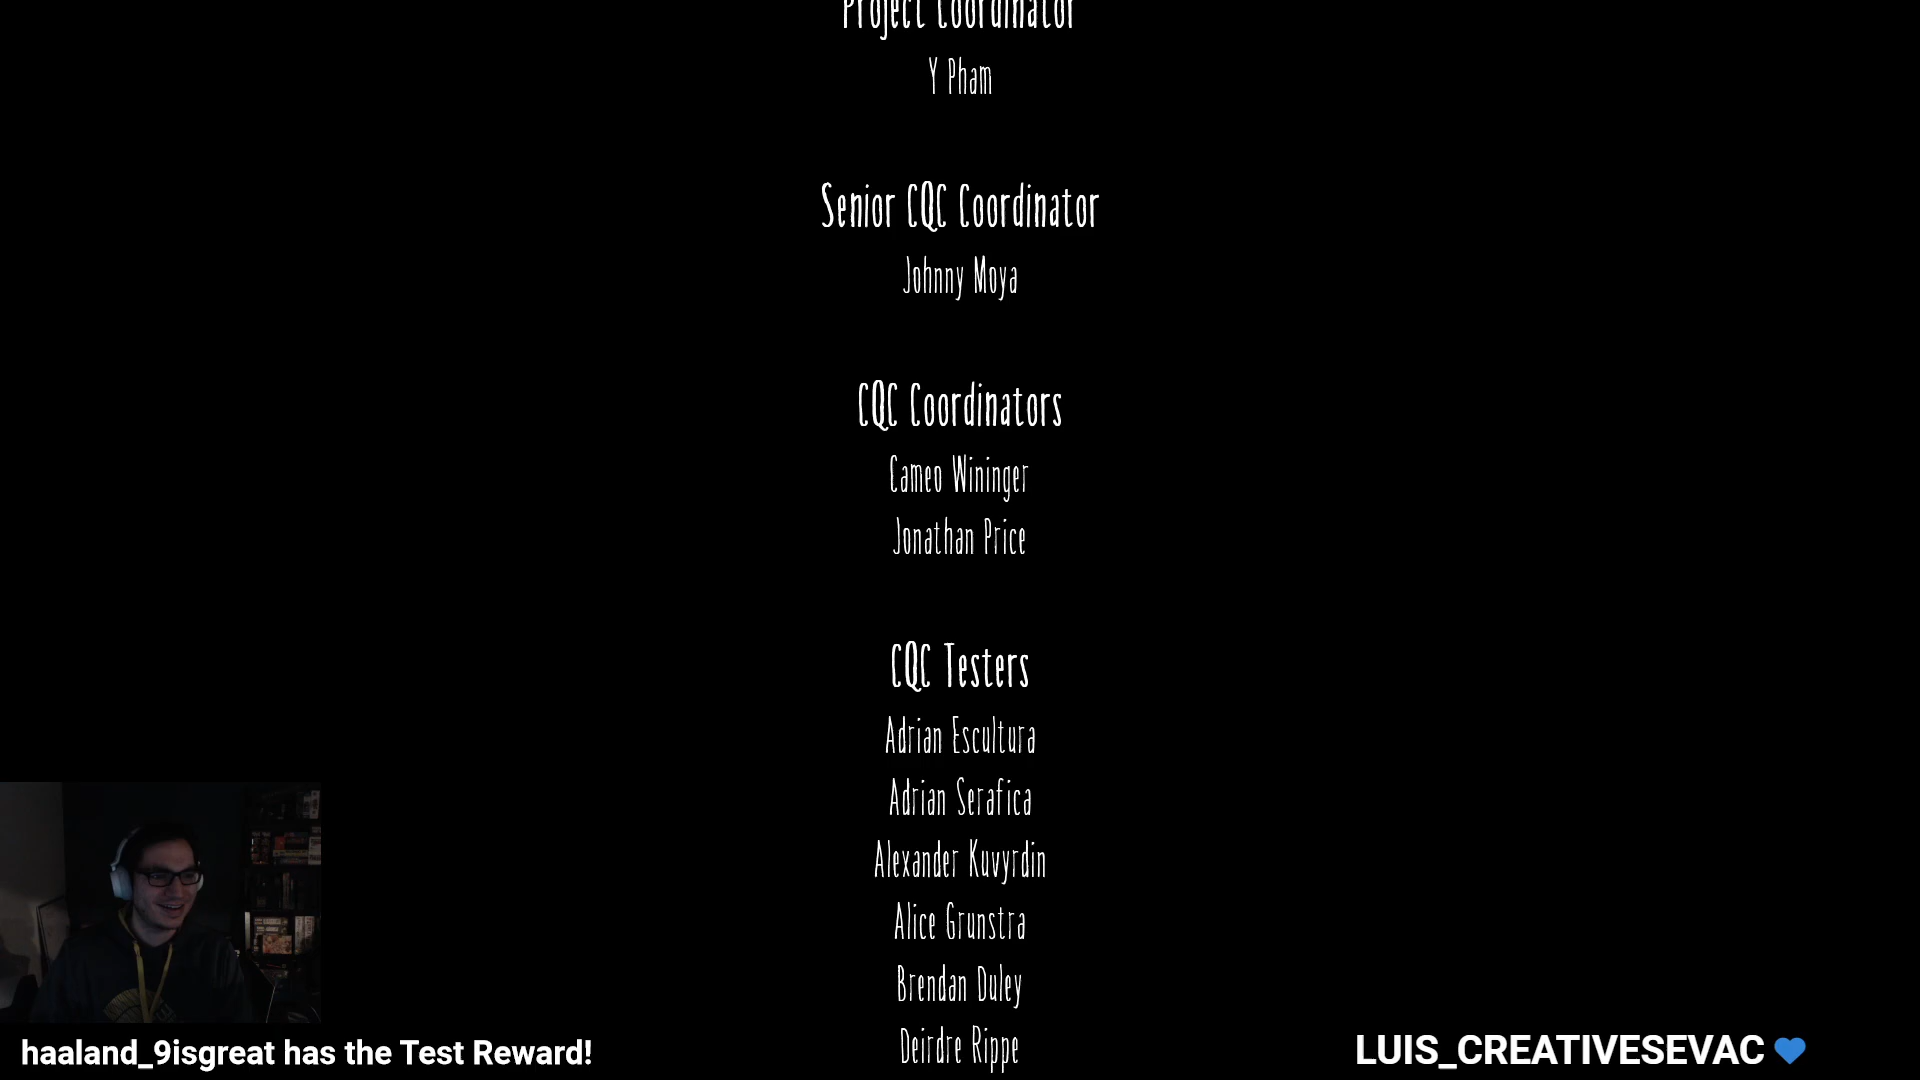 Project Coordinator
Y Pham
Senior CQC Coordinator
Johnny Moya
CQC Coordinators
Cameo Wininger
Jonathan Price
CQC Testers
Adrian Escultura
Adrian Serafica
Alexander Kuvyrdin
Alice Grunstra
Brendan Duley
Deirdre Rippe
haaland_9isgreat has the Test Reward!
LUIS_CREATIVESEVAC 💙